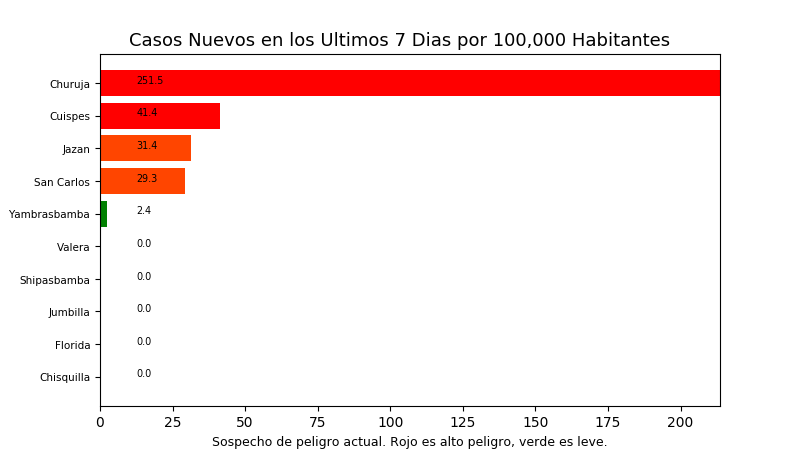 Casos Nuevos en los Ultimos 7 Dias por 100,000 Habitantes
Churuja 251.5
Cuispes 41.4
Jazan 31.4
San Carlos 29.3
Yambrasbamba 2.4
Valera 0.0
Shipasbamba 0.0
Jumbilla 0.0
Florida 0.0
Chisquilla 0.0
0 25 50 75 100 125 150 175 200
Sospecho de peligro actual. Rojo es alto peligro, verde es leve.